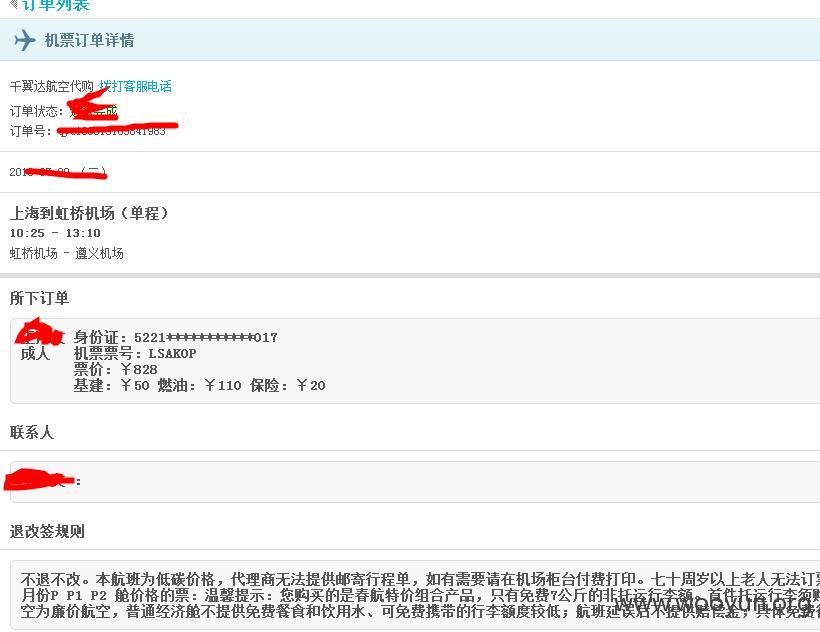 订单列表
机票订单详情
千翼达航空代购 拨打客服电话
订单状态：
订单号：
上海到虹桥机场（单程）
10:25 - 13:10
虹桥机场 - 遵义机场
所下订单
身份证：5221***********017
成人 机票票号：LSAKOP
票价：￥828
基建：￥50 燃油：￥110 保险：￥20
联系人
：
退改签规则
不退不改。本航班为低碳价格，代理商无法提供邮寄行程单，如有需要请在机场柜台付费打印。七十周岁以上老人无法订
月份P P1 P2 舱价格的票：温馨提示：您购买的是春航特价组合产品，只有免费7公斤的非托运行李额。首件托运行李须
空为廉价航空，普通经济舱不提供免费餐食和饮用水、可免费携带的行李额度较低；航班延误后不提供赔偿金，具体免费
www.wooyun.org